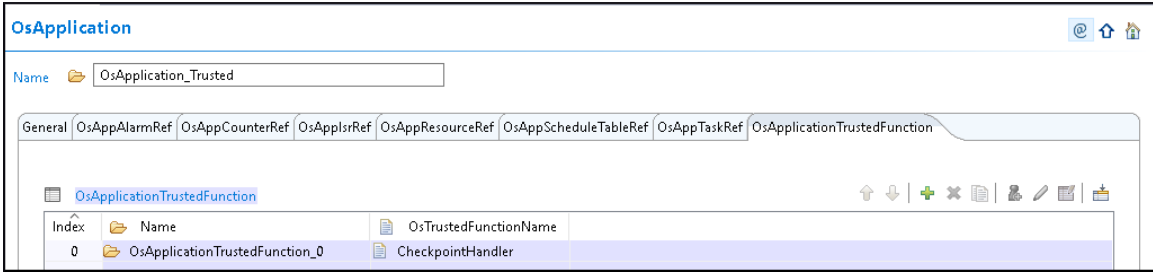 OsApplication
Name OsApplication_Trusted
General OsAppAlarmRef OsAppCounterRef OsAppIsrRef OsAppResourceRef OsAppScheduleTableRef OsAppTaskRef OsApplicationTrustedFunction
OsApplicationTrustedFunction
Index Name OsTrustedFunctionName
0 OsApplicationTrustedFunction_0 CheckpointHandler